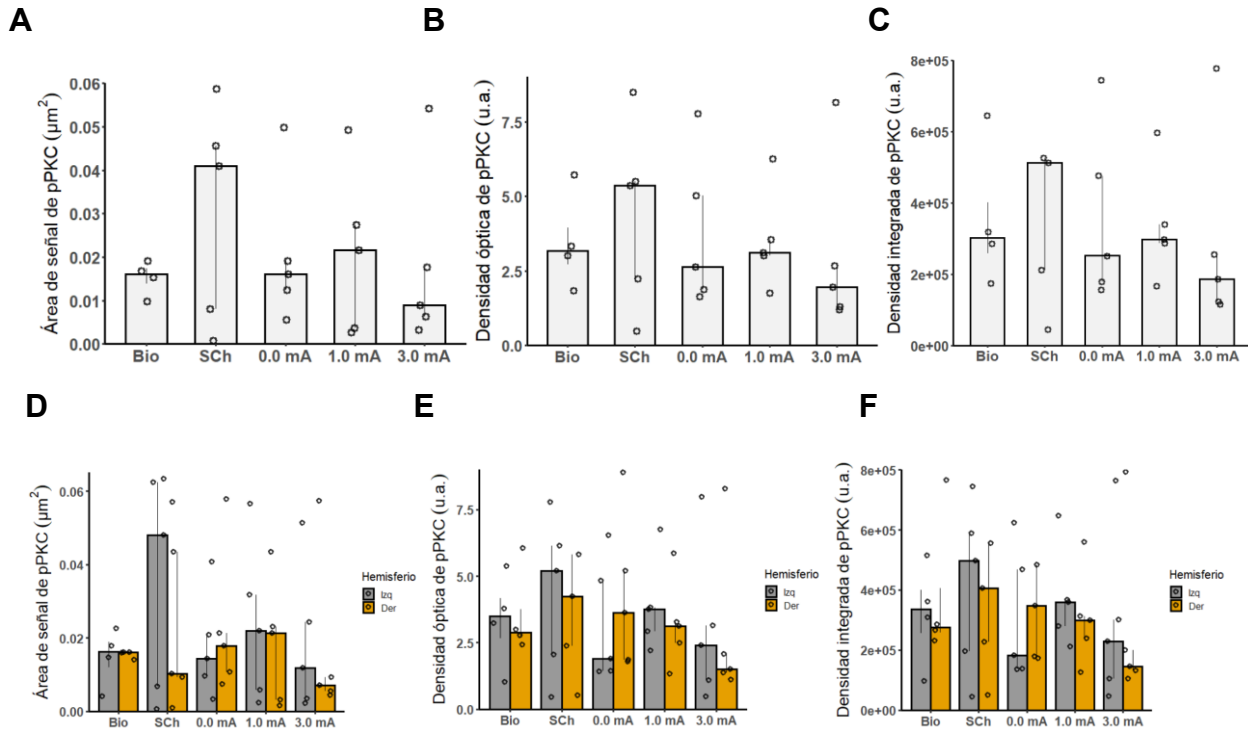 A
B
C
Área de señal de pPKC (μm²)
0.06
0.05
0.04
0.03
0.02
0.01
0.00
Bio SCh 0.0 mA 1.0 mA 3.0 mA
Densidad óptica de pPKC (u.a.)
7.5
5.0
2.5
0.0
Bio SCh 0.0 mA 1.0 mA 3.0 mA
Densidad integrada de pPKC (u.a.)
8e+05
6e+05
4e+05
2e+05
0e+00
Bio SCh 0.0 mA 1.0 mA 3.0 mA
D
E
F
Área de señal de pPKC (μm²)
0.06
0.04
0.02
0.00
Bio SCh 0.0 mA 1.0 mA 3.0 mA
Hemisferio
Izq
Der
Densidad óptica de pPKC (u.a.)
7.5
5.0
2.5
0.0
Bio SCh 0.0 mA 1.0 mA 3.0 mA
Hemisferio
Izq
Der
Densidad integrada de pPKC (u.a.)
8e+05
6e+05
4e+05
2e+05
0e+00
Bio SCh 0.0 mA 1.0 mA 3.0 mA
Hemisferio
Izq
Der